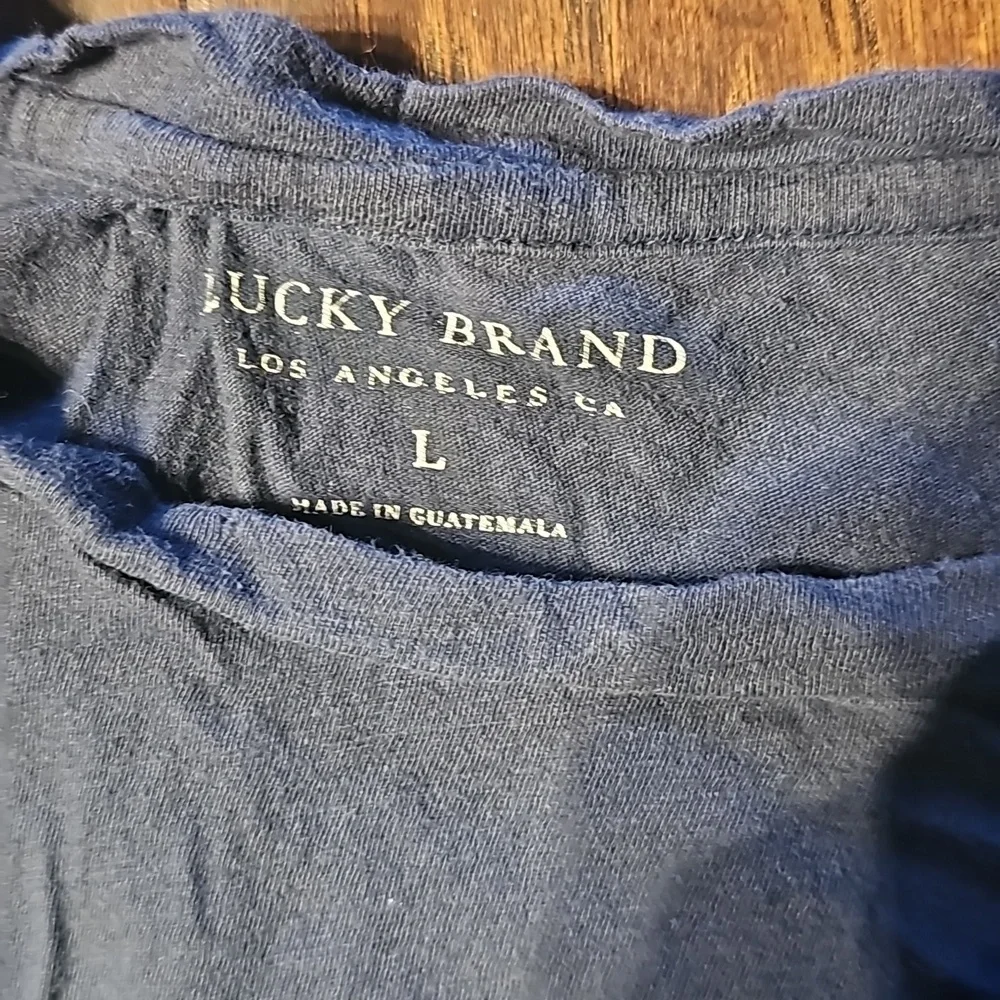 LUCKY BRAND
LOS ANGELES CA
L
MADE IN GUATEMALA